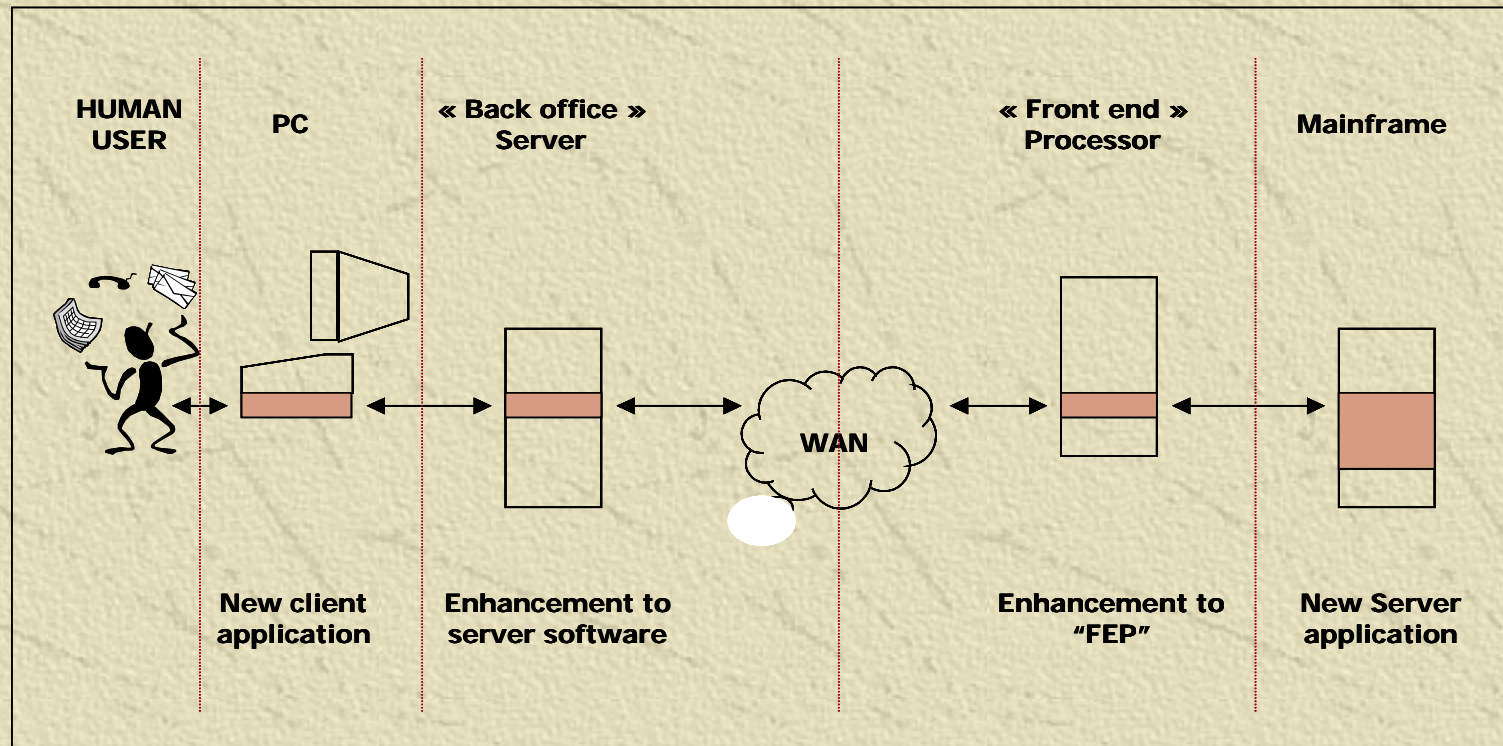 HUMAN
USER
PC
« Back office »
Server
« Front end »
Processor
Mainframe
WAN
New client
application
Enhancement to
server software
Enhancement to
“FEP”
New Server
application